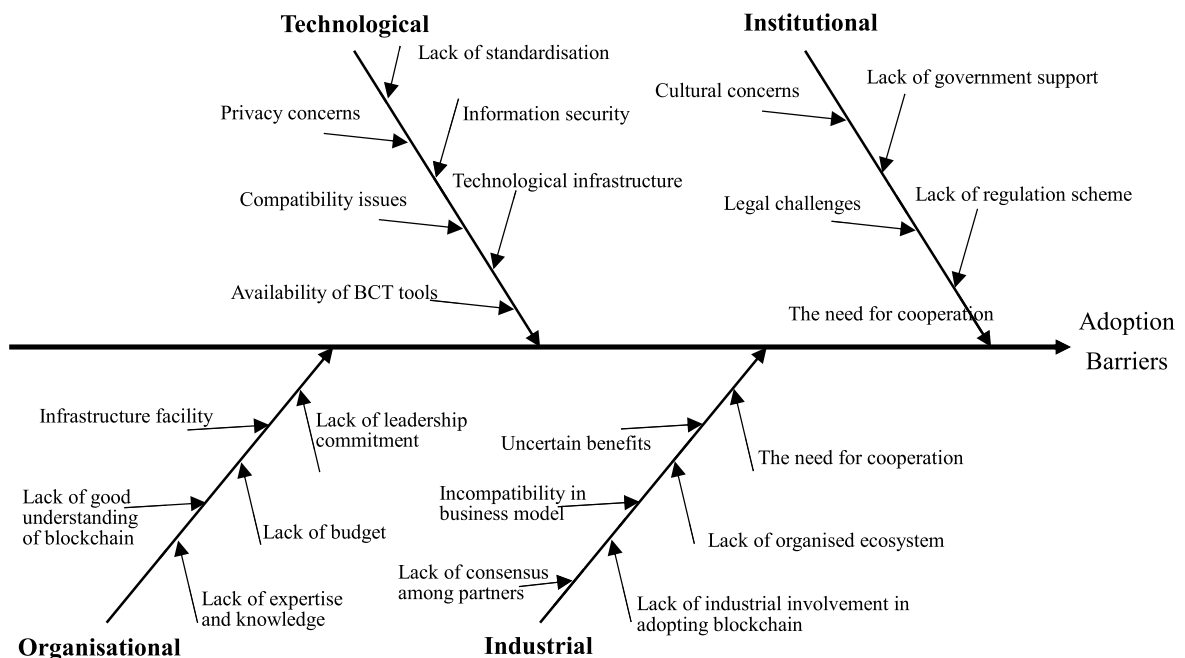 Technological
Institutional
Lack of standardisation
Lack of government support
Cultural concerns
Privacy concerns
Information security
Technological infrastructure
Compatibility issues
Lack of regulation scheme
Legal challenges
Availability of BCT tools
The need for cooperation
Adoption
Barriers
Infrastructure facility
Lack of leadership
commitment
Uncertain benefits
The need for cooperation
Lack of good
understanding
of blockchain
Lack of budget
Incompatibility in
business model
Lack of organised ecosystem
Lack of consensus
among partners
Lack of expertise
and knowledge
Lack of industrial involvement in
adopting blockchain
Organisational
Industrial